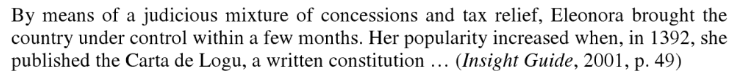 By means of a judicious mixture of concessions and tax relief, Eleonora brought the
country under control within a few months. Her popularity increased when, in 1392, she
published the Carta de Logu, a written constitution … (Insight Guide, 2001, p. 49)